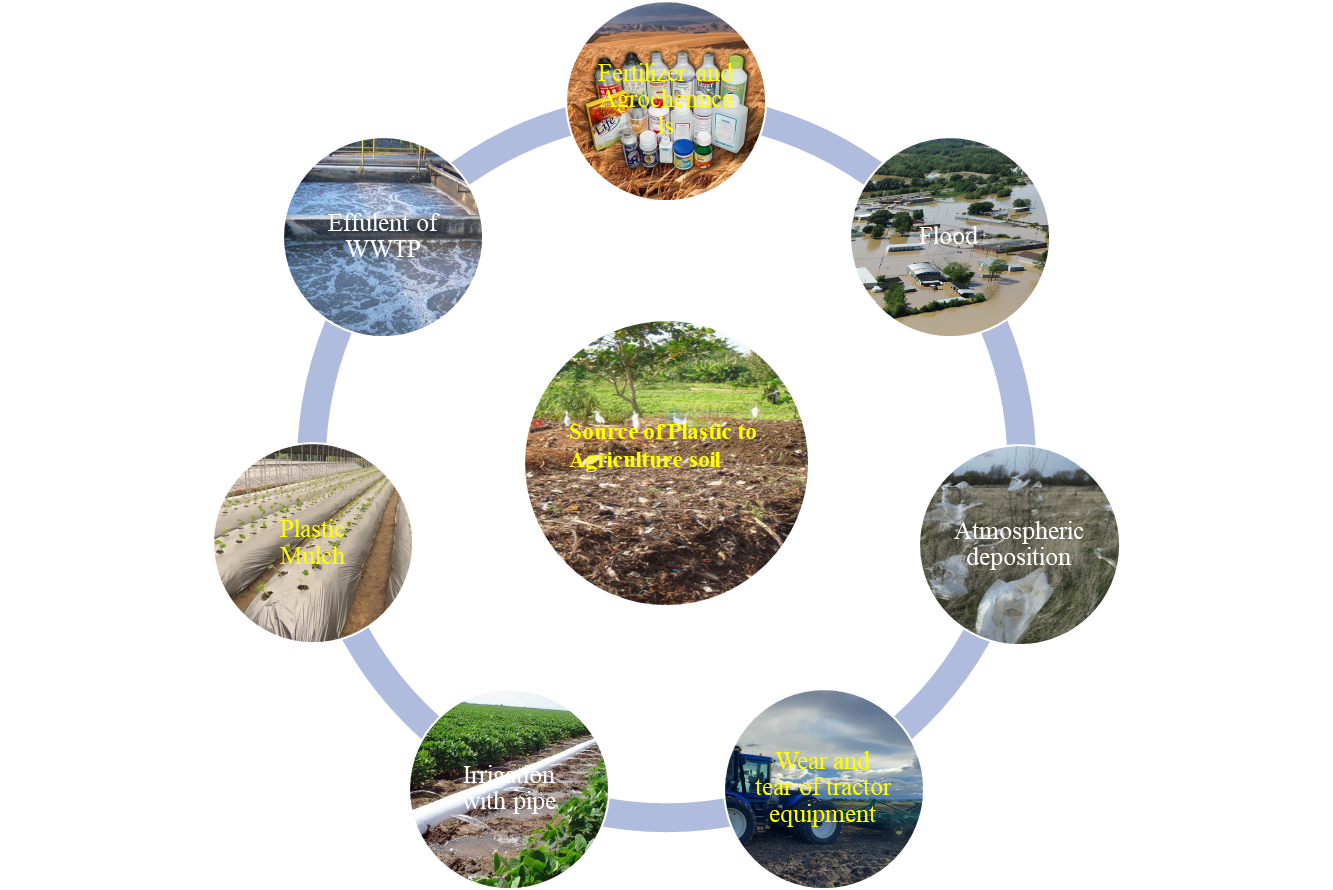 Fertilizer and
Agrochemica
ls
Life
Flood
Atmospheric
deposition
Wear and
tear of tractor
equipment
Irrigation
with pipe
Plastic
Mulch
Effulent of
WWTP
Source of Plastic to
Agriculture soil